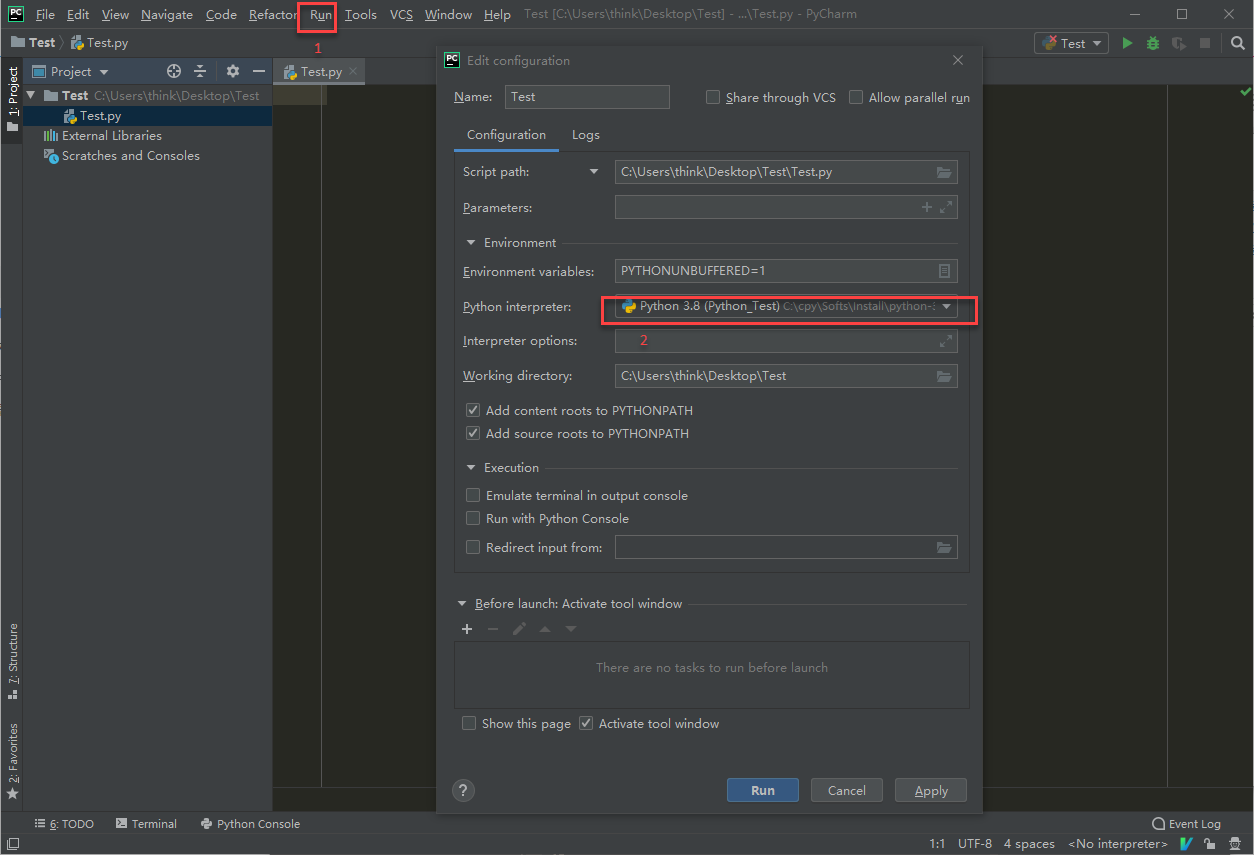 PC File Edit View Navigate Code Refactor Run Tools VCS Window Help Test [C:\Users\think\Desktop\Test] - ...\Test.py - PyCharm
1
Test Test.py
Test
1: Project
Project
Test.py
Test C:\Users\think\Desktop\Test
Test.py
External Libraries
Scratches and Consoles
PC Edit configuration
Name: Test
Share through VCS
Allow parallel run
Configuration Logs
Script path: C:\Users\think\Desktop\Test\Test.py
Parameters:
Environment
Environment variables: PYTHONUNBUFFERED=1
Python interpreter: Python 3.8 (Python_Test) C:\cpy\Softs\install\python-
Interpreter options: 2
Working directory: C:\Users\think\Desktop\Test
Add content roots to PYTHONPATH
Add source roots to PYTHONPATH
Execution
Emulate terminal in output console
Run with Python Console
Redirect input from:
Before launch: Activate tool window
There are no tasks to run before launch
Show this page Activate tool window
? Run Cancel Apply
7: Structure
2: Favorites
6: TODO Terminal Python Console Event Log
1:1 UTF-8 4 spaces <No interpreter>